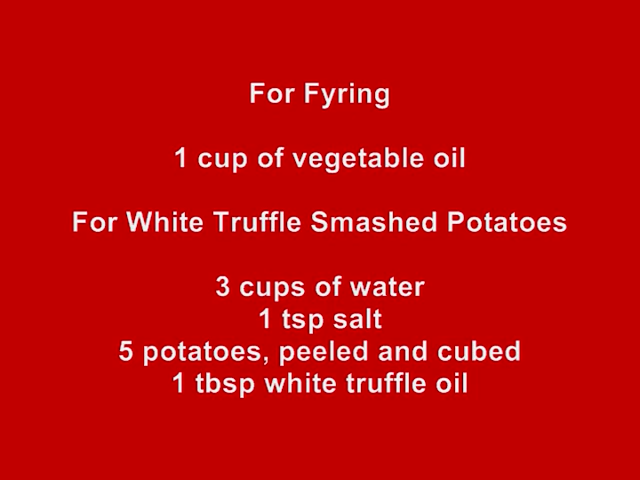 For Fyring
1 cup of vegetable oil
For White Truffle Smashed Potatoes
3 cups of water
1 tsp salt
5 potatoes, peeled and cubed
1 tbsp white truffle oil